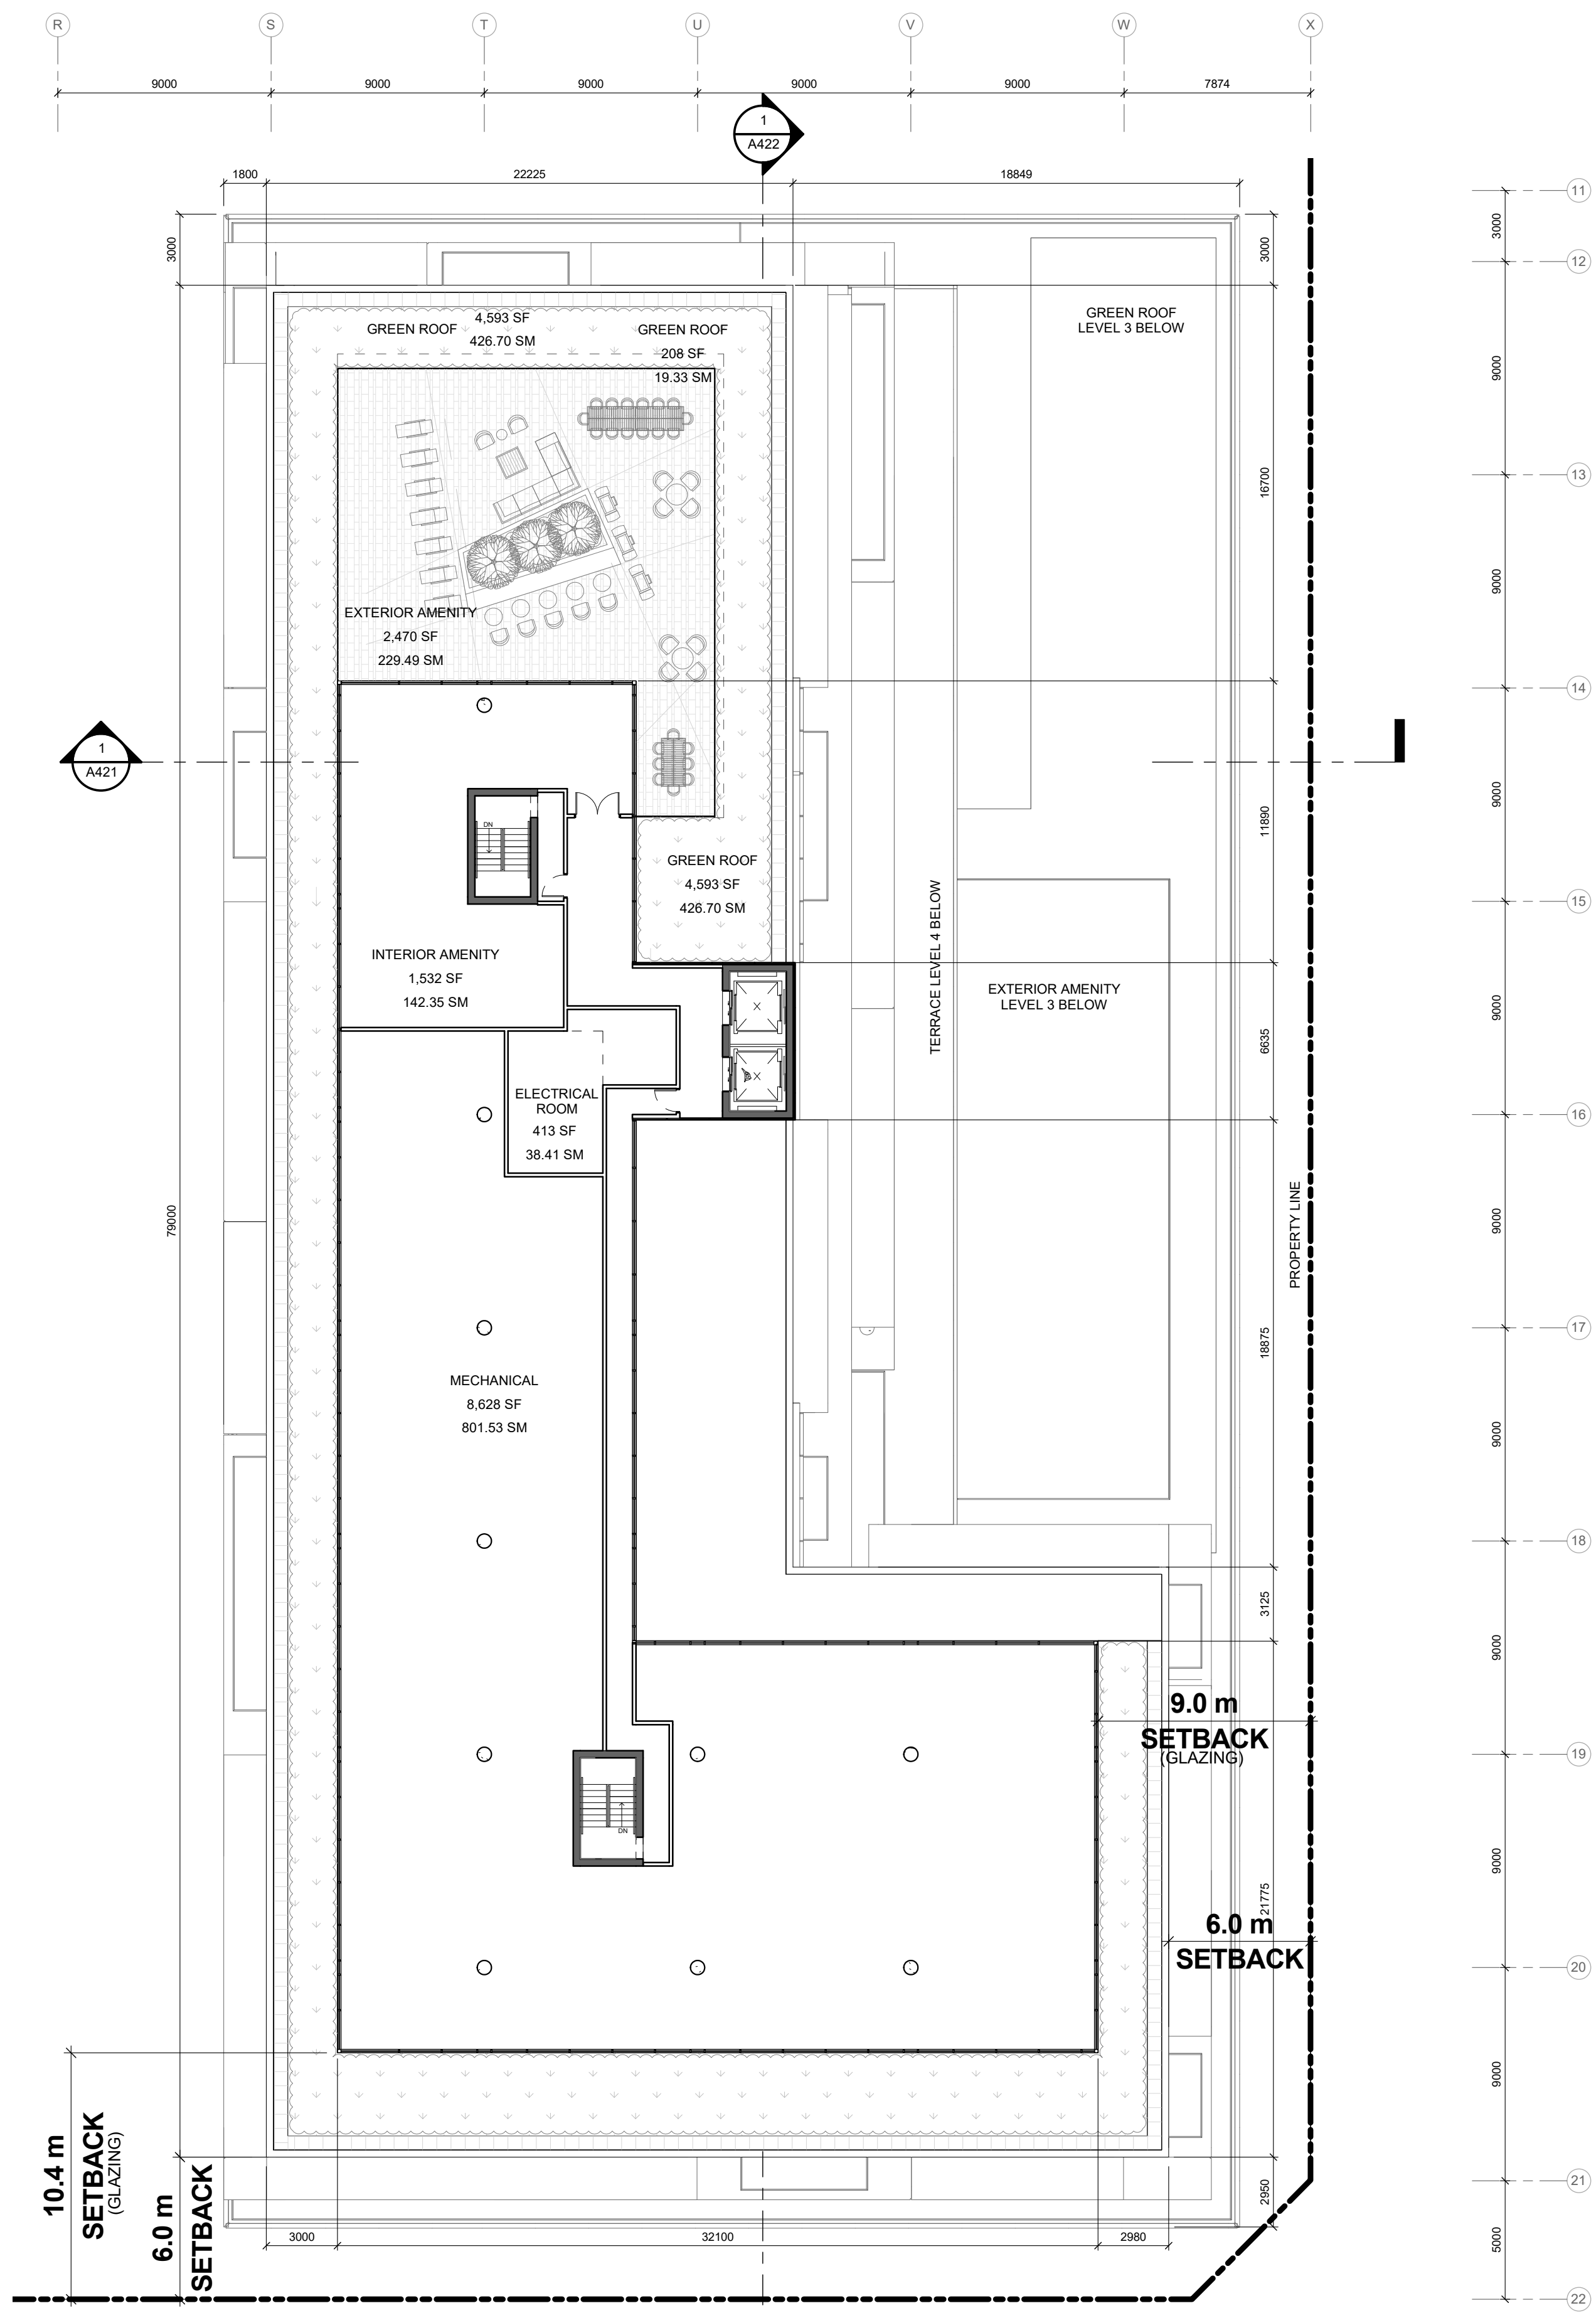 R S T U V W X
9000 9000 9000 9000 9000 7874
1
A422
1800 22225 18849
11
3000
3000
3000
12
GREEN ROOF
4,593 SF
426.70 SM
GREEN ROOF
208 SF
19.33 SM
GREEN ROOF
LEVEL 3 BELOW
9000
13
16700
9000
EXTERIOR AMENITY
2,470 SF
229.49 SM
14
1
A421
9000
11890
DN
GREEN ROOF
4,593 SF
426.70 SM
15
TERRACE LEVEL 4 BELOW
INTERIOR AMENITY
1,532 SF
142.35 SM
EXTERIOR AMENITY
LEVEL 3 BELOW
9000
6635
ELECTRICAL
ROOM
413 SF
38.41 SM
16
79000
PROPERTY LINE
9000
17
18875
MECHANICAL
8,628 SF
801.53 SM
9000
18
3125
9000
9.0 m
SETBACK
(GLAZING)
19
DN
9000
21775
6.0 m
SETBACK
20
9000
10.4 m
SETBACK
(GLAZING)
6.0 m
SETBACK
21
2950
3000 32100 2980
5000
22